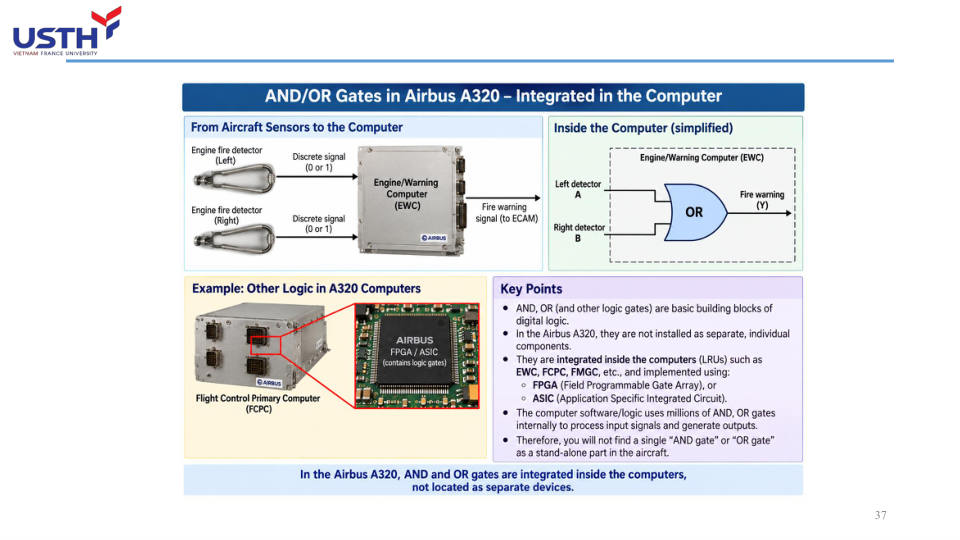 USTH
VIETNAM FRANCE UNIVERSITY
AND/OR Gates in Airbus A320 – Integrated in the Computer
From Aircraft Sensors to the Computer
Engine fire detector
(Left)
Discrete signal
(0 or 1)
Engine fire detector
(Right)
Discrete signal
(0 or 1)
Engine/Warning
Computer
(EWC)
AIRBUS
Fire warning
signal (to ECAM)
Inside the Computer (simplified)
Engine/Warning Computer (EWC)
Left detector
A
Right detector
B
OR
Fire warning
(Y)
Example: Other Logic in A320 Computers
AIRBUS
Flight Control Primary Computer
(FCPC)
AIRBUS
FPGA / ASIC
(contains logic gates)
Key Points
• AND, OR (and other logic gates) are basic building blocks of
digital logic.
• In the Airbus A320, they are not installed as separate, individual
components.
• They are integrated inside the computers (LRUs) such as
EWC, FCPC, FMGC, etc., and implemented using:
○ FPGA (Field Programmable Gate Array), or
○ ASIC (Application Specific Integrated Circuit).
• The computer software/logic uses millions of AND, OR gates
internally to process input signals and generate outputs.
• Therefore, you will not find a single “AND gate” or “OR gate”
as a stand-alone part in the aircraft.
In the Airbus A320, AND and OR gates are integrated inside the computers,
not located as separate devices.
37